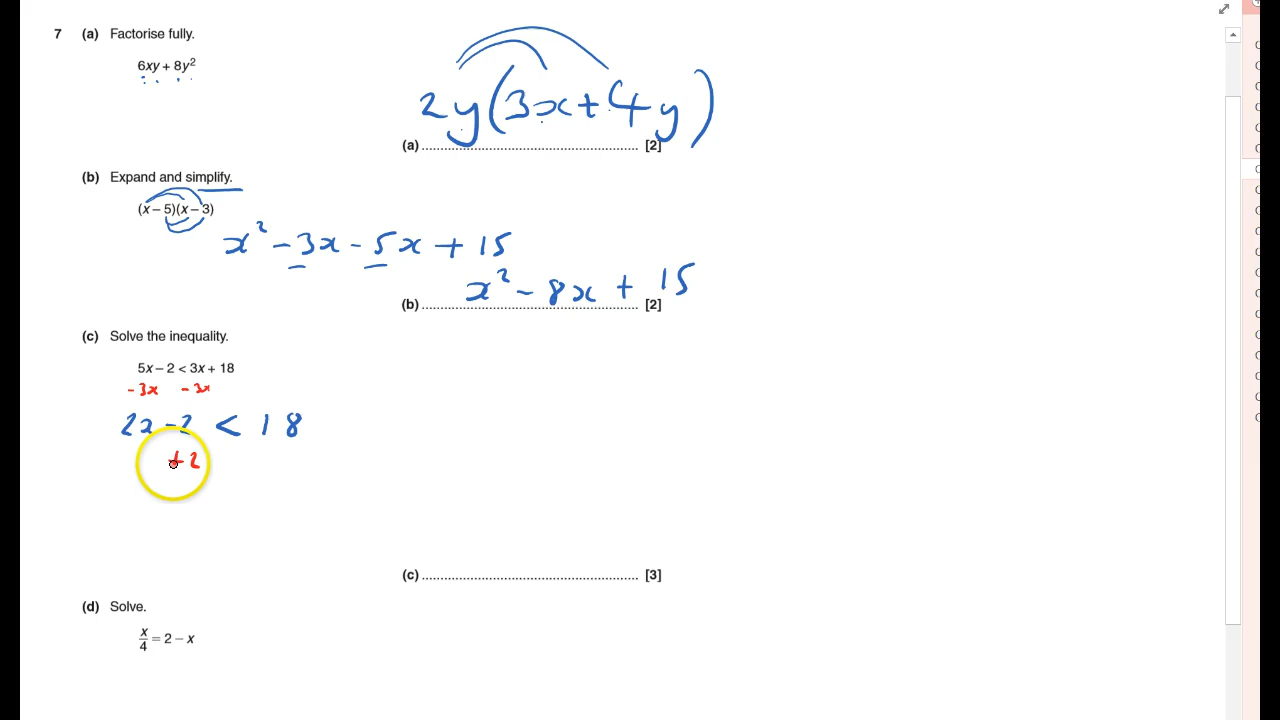 7 (a) Factorise fully.
6xy + 8y²
2y(3x + 4y)
(a) ........................................................ [2]
(b) Expand and simplify.
(x – 5)(x – 3)
x² - 3x - 5x + 15
x² - 8x + 15
(b) ........................................................ [2]
(c) Solve the inequality.
5x – 2 < 3x + 18
-3x -3x
2x - 2 < 18
+2
(c) ........................................................ [3]
(d) Solve.
x/4 = 2 – x